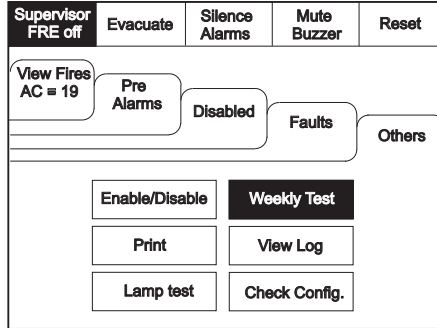 Supervisor
FRE off
Evacuate
Silence
Alarms
Mute
Buzzer
Reset
View Fires
AC = 19
Pre
Alarms
Disabled
Faults
Others
Enable/Disable
Weekly Test
Print
View Log
Lamp test
Check Config.